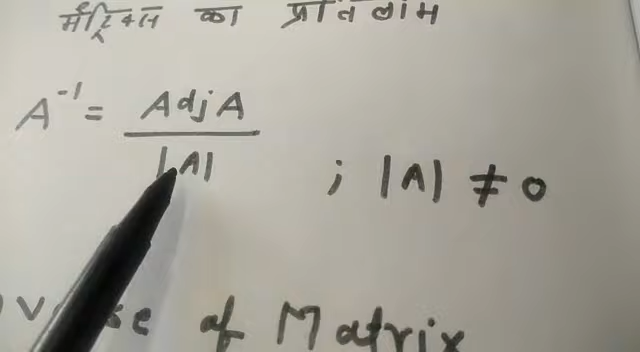 मैट्रिक्स का प्रतिलोम
A⁻¹ = Adj A / |A| ; |A| ≠ 0
of Matrix